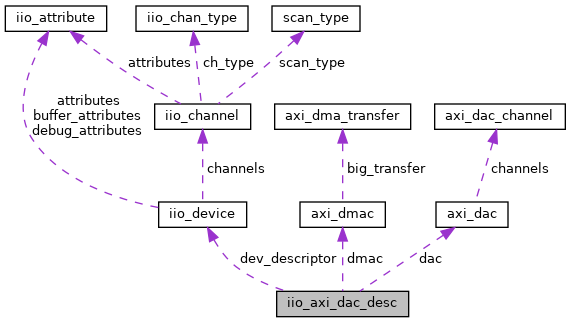 iio_attribute
iio_chan_type
scan_type
attributes
ch_type
scan_type
attributes
buffer_attributes
debug_attributes
iio_channel
axi_dma_transfer
axi_dac_channel
channels
big_transfer
channels
iio_device
axi_dmac
axi_dac
dev_descriptor
dmac
dac
iio_axi_dac_desc